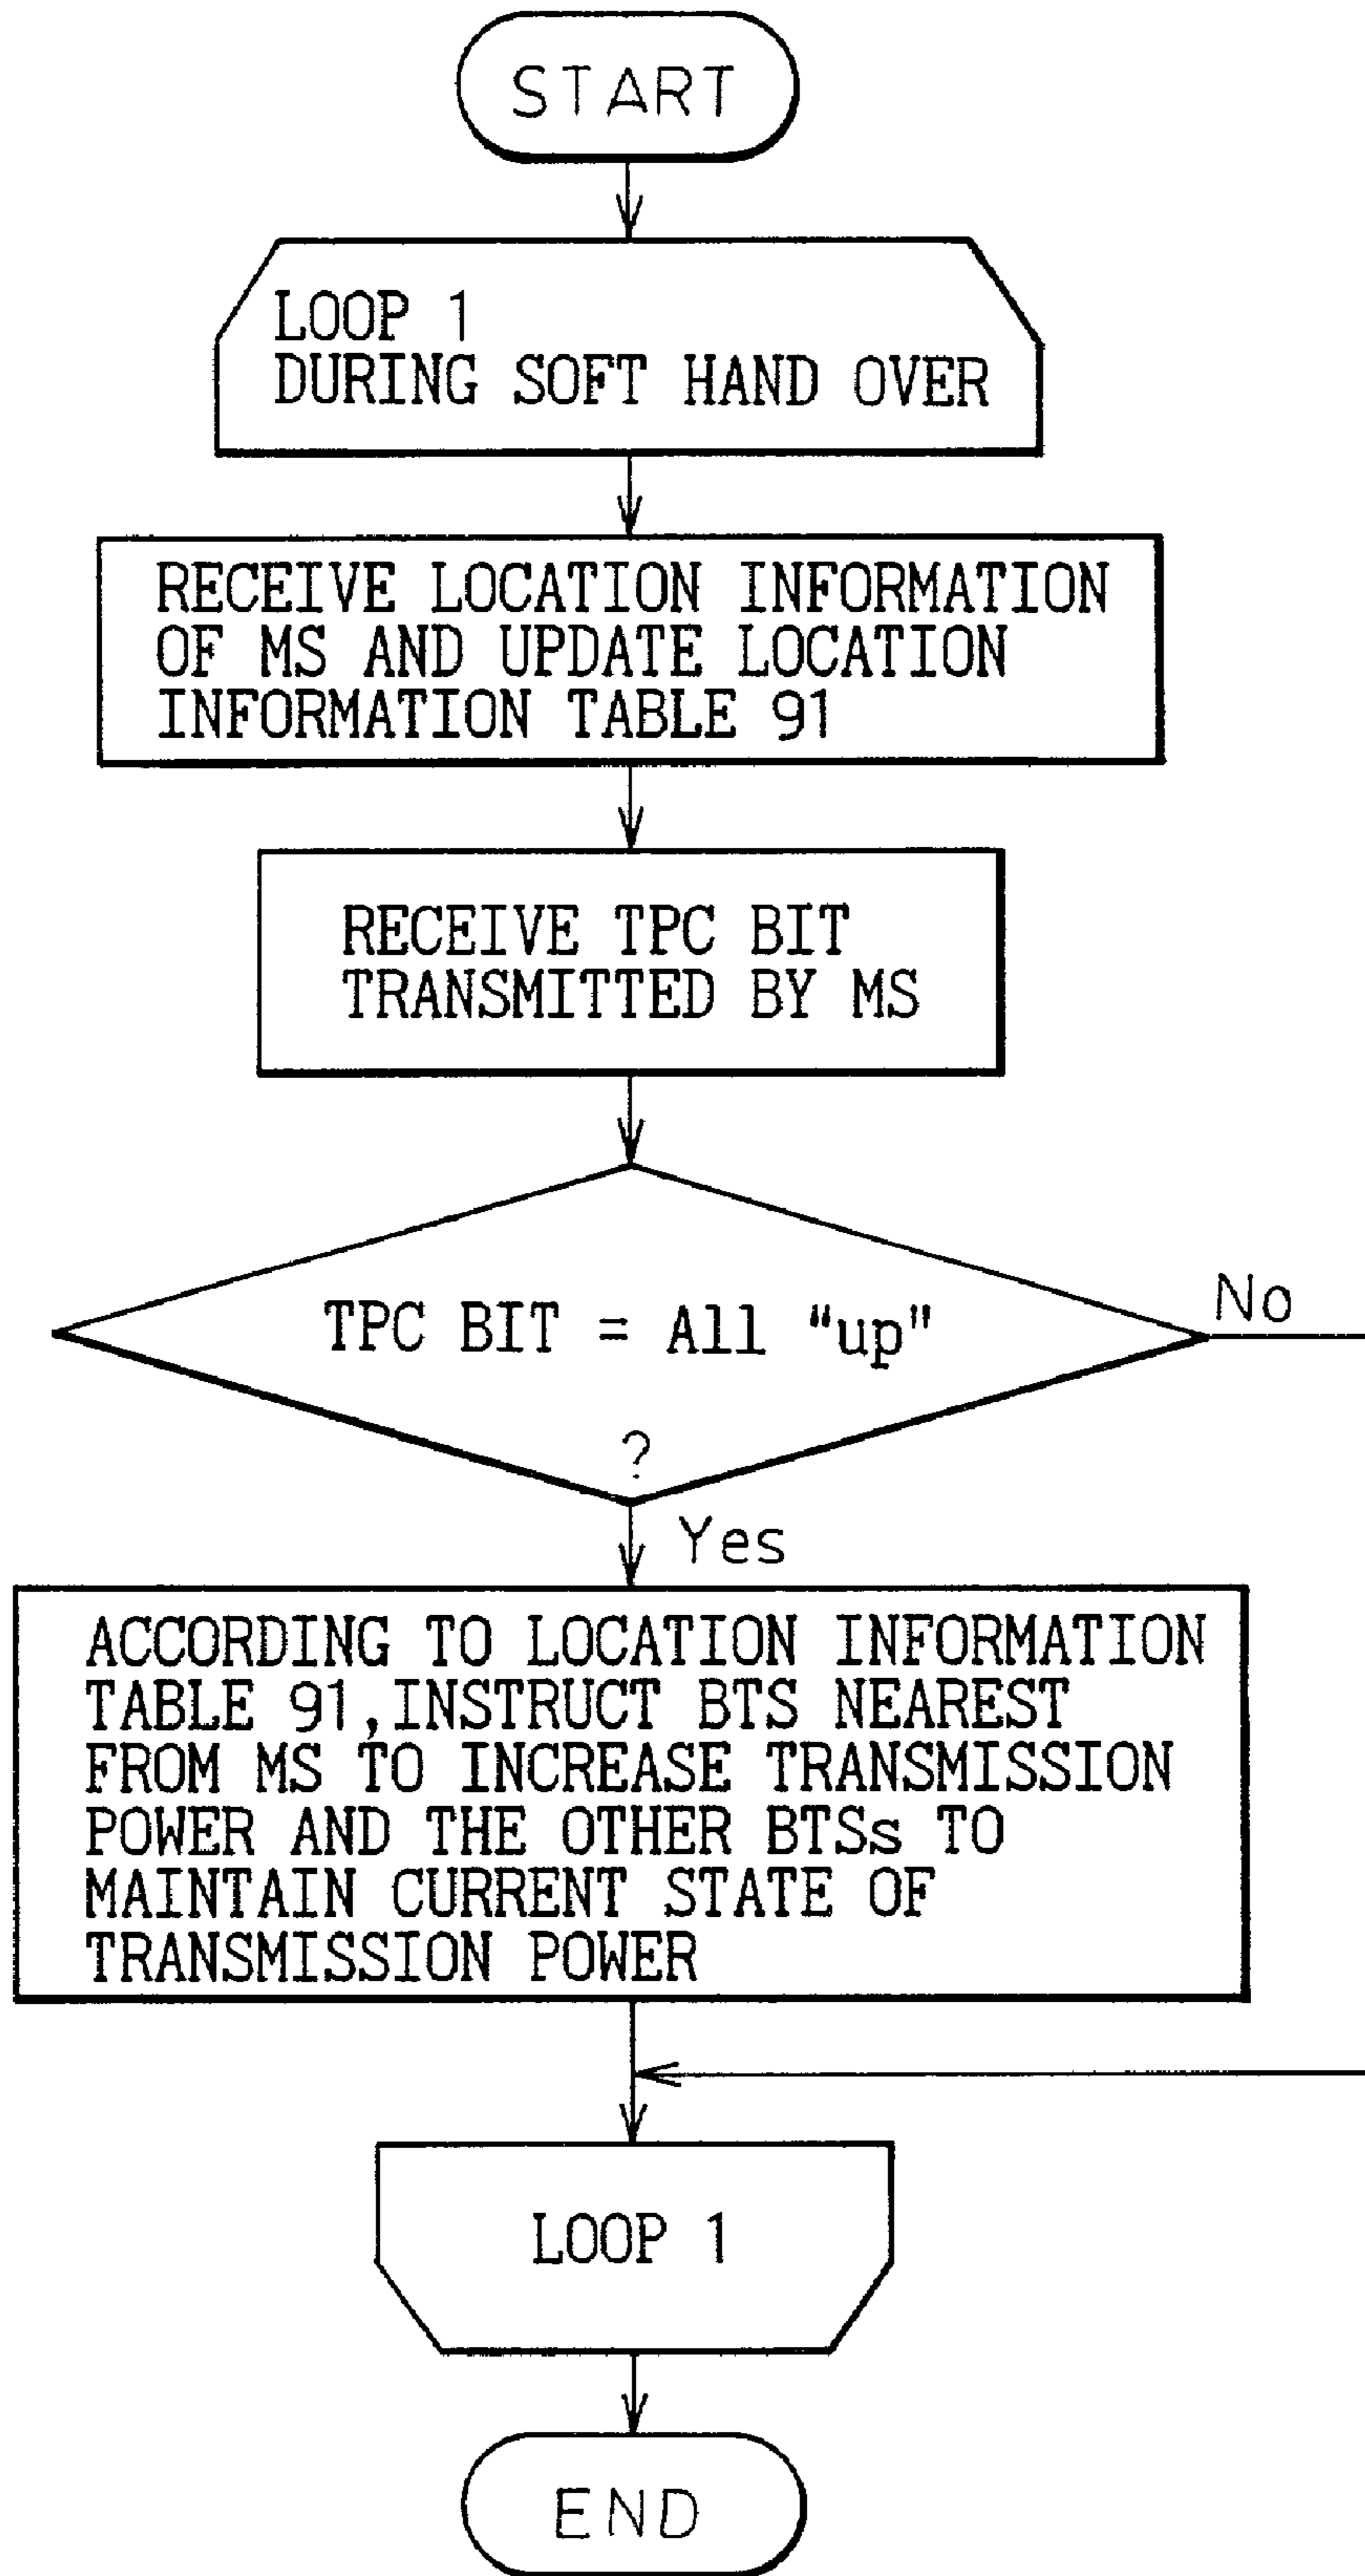 START
LOOP 1
DURING SOFT HAND OVER
RECEIVE LOCATION INFORMATION
OF MS AND UPDATE LOCATION
INFORMATION TABLE 91
RECEIVE TPC BIT
TRANSMITTED BY MS
TPC BIT = All "up"
No
?
Yes
ACCORDING TO LOCATION INFORMATION
TABLE 91,INSTRUCT BTS NEAREST
FROM MS TO INCREASE TRANSMISSION
POWER AND THE OTHER BTSs TO
MAINTAIN CURRENT STATE OF
TRANSMISSION POWER
LOOP 1
END